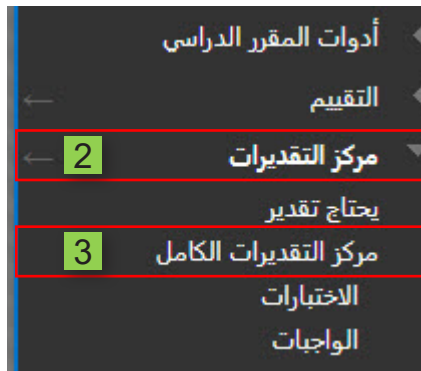 أدوات المقرر الدراسي
التقييم
مركز التقديرات 2
يحتاج تقدير
مركز التقديرات الكامل 3
الاختبارات
الواجبات